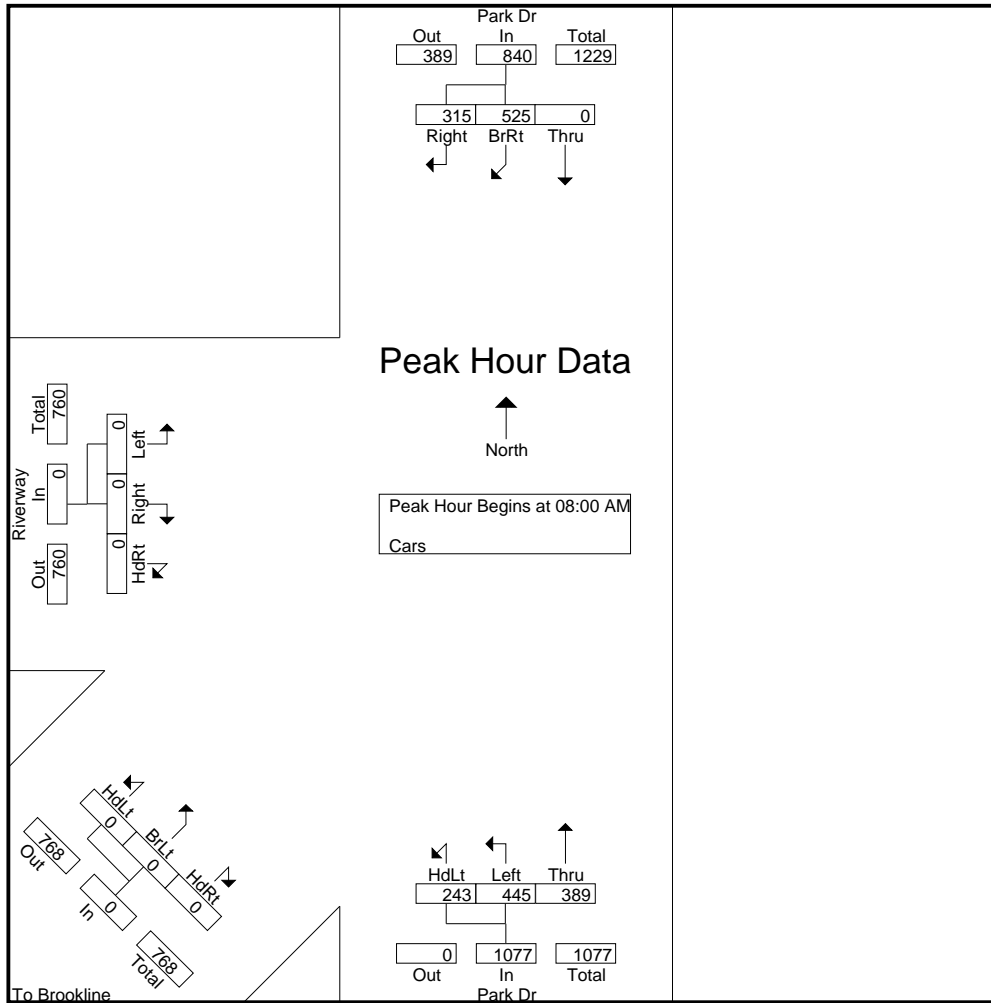 Park Dr
Out In Total
389 840 1229
315 525 0
Right BrRt Thru
Peak Hour Data
North
Peak Hour Begins at 08:00 AM
Cars
Riverway
Total In Out
760 0 760
0 0 0
Left Right HdRt
HdLt BrLt HdRt
0 0 0
768 0 768
Out In Total
To Brookline
HdLt Left Thru
243 445 389
0 1077 1077
Out In Total
Park Dr